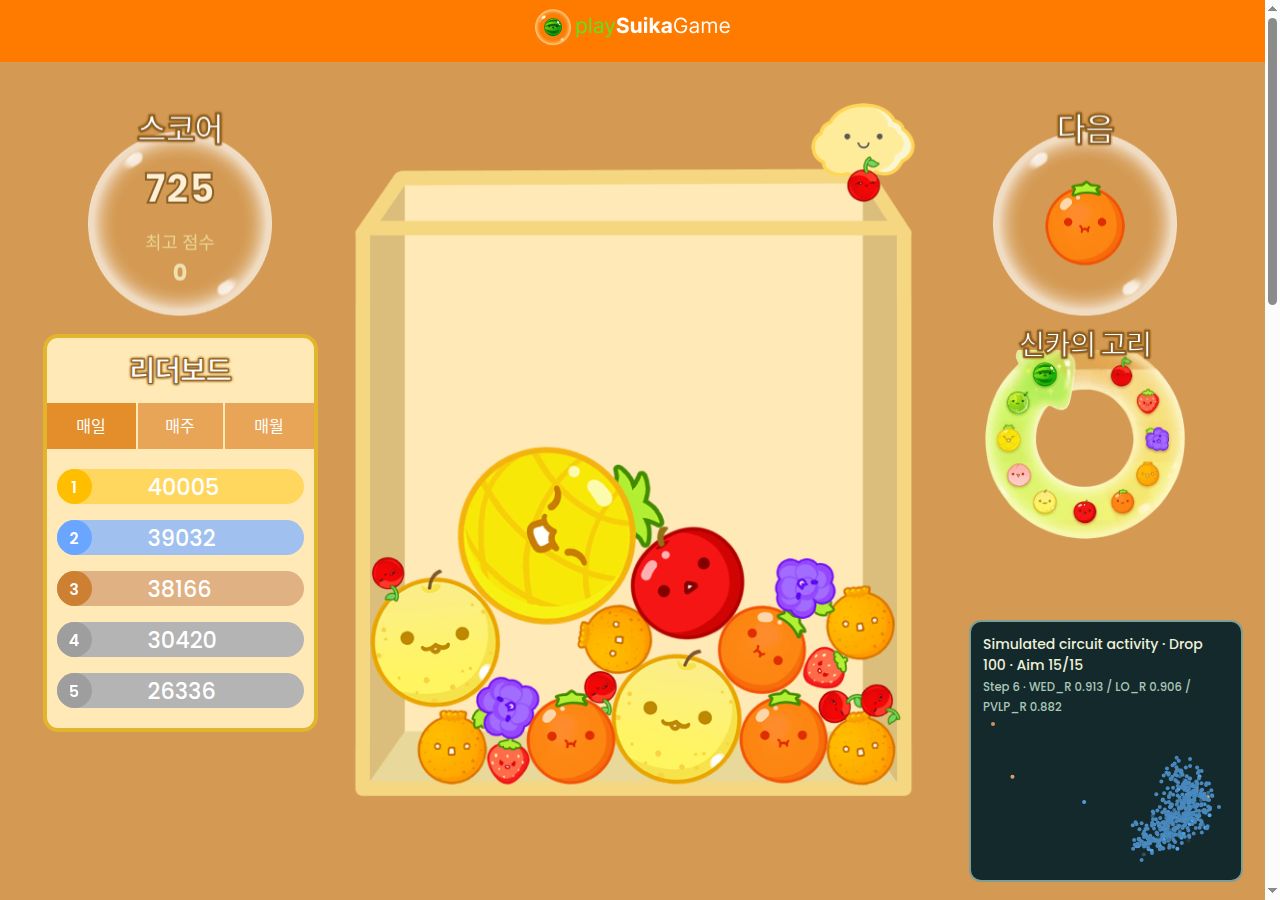 playSuikaGame
스코어
725
최고 점수
0
다음
리더보드
매일 매주 매월
1 40005
2 39032
3 38166
4 30420
5 26336
신카의 고리
Simulated circuit activity · Drop
100 · Aim 15/15
Step 6 · WED_R 0.913 / LO_R 0.906 /
PVLP_R 0.882